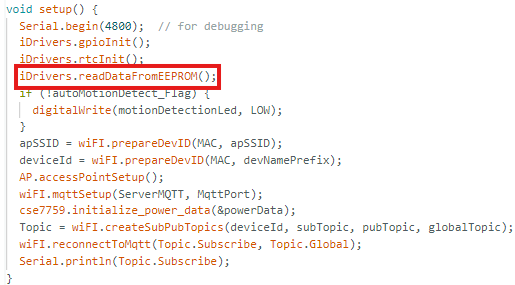 void setup() {
Serial.begin(4800);  // for debugging
iDrivers.gpioInit();
iDrivers.rtcInit();
iDrivers.readDataFromEEPROM();
if (!autoMotionDetect_Flag) {
digitalWrite(motionDetectionLed, LOW);
}
apSSID = wiFI.prepareDevID(MAC, apSSID);
deviceId = wiFI.prepareDevID(MAC, devNamePrefix);
AP.accessPointSetup();
wiFI.mqttSetup(ServerMQTT, MqttPort);
cse7759.initialize_power_data(&powerData);
Topic = wiFI.createSubPubTopics(deviceId, subTopic, pubTopic, globalTopic);
wiFI.reconnectToMqtt(Topic.Subscribe, Topic.Global);
Serial.println(Topic.Subscribe);
}